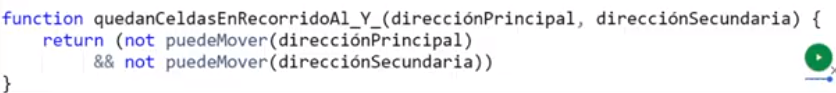 function quedanCeldasEnRecorridoAl_Y_(direcciónPrincipal, direcciónSecundaria) {
    return (not puedeMover(direcciónPrincipal)
         && not puedeMover(direcciónSecundaria))
}